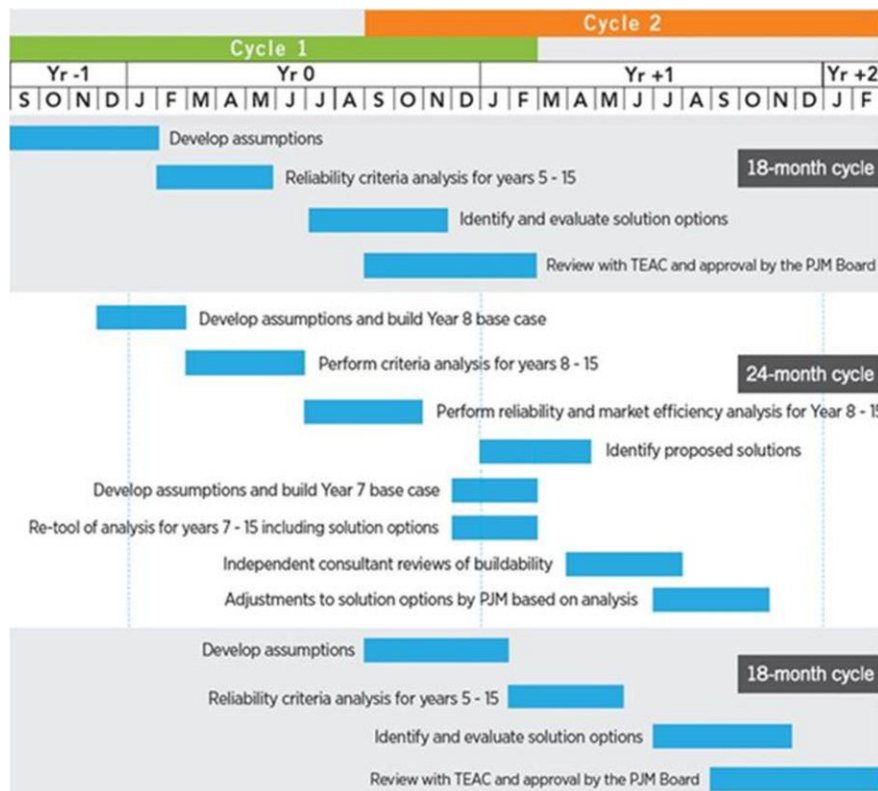 Cycle 2
Cycle 1
Yr -1 Yr 0 Yr +1 Yr +2
S O N D J F M A M J J A S O N D J F M A M J J A S O N D J F
Develop assumptions
Reliability criteria analysis for years 5 - 15
18-month cycle
Identify and evaluate solution options
Review with TEAC and approval by the PJM Board
Develop assumptions and build Year 8 base case
Perform criteria analysis for years 8 - 15
24-month cycle
Perform reliability and market efficiency analysis for Year 8 - 15
Identify proposed solutions
Develop assumptions and build Year 7 base case
Re-tool of analysis for years 7 - 15 including solution options
Independent consultant reviews of buildability
Adjustments to solution options by PJM based on analysis
Develop assumptions
18-month cycle
Reliability criteria analysis for years 5 - 15
Identify and evaluate solution options
Review with TEAC and approval by the PJM Board